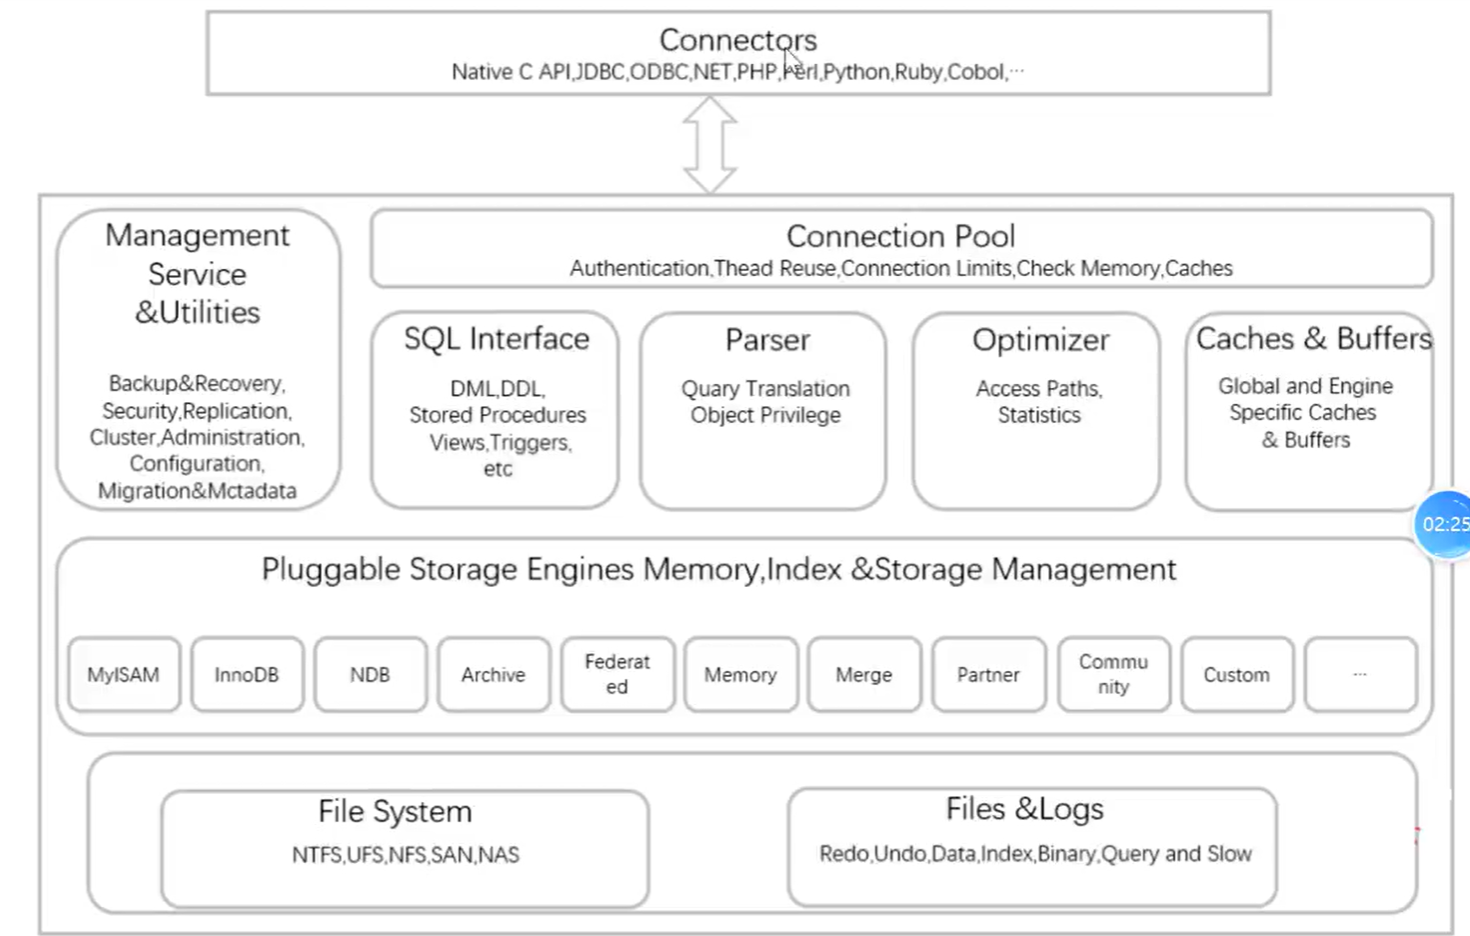 Connectors
Native C API,JDBC,ODBC,NET,PHP,Perl,Python,Ruby,Cobol,···
Management
Service
&Utilities
Backup&Recovery,
Security,Replication,
Cluster,Administration,
Configuration,
Migration&Mctadata
Connection Pool
Authentication,Thead Reuse,Connection Limits,Check Memory,Caches
SQL Interface
DML,DDL,
Stored Procedures
Views,Triggers,
etc
Parser
Quary Translation
Object Privilege
Optimizer
Access Paths,
Statistics
Caches & Buffers
Global and Engine
Specific Caches
& Buffers
02:25
Pluggable Storage Engines Memory,Index &Storage Management
MyISAM
InnoDB
NDB
Archive
Federat
ed
Memory
Merge
Partner
Commu
nity
Custom
···
File System
NTFS,UFS,NFS,SAN,NAS
Files &Logs
Redo,Undo,Data,Index,Binary,Query and Slow